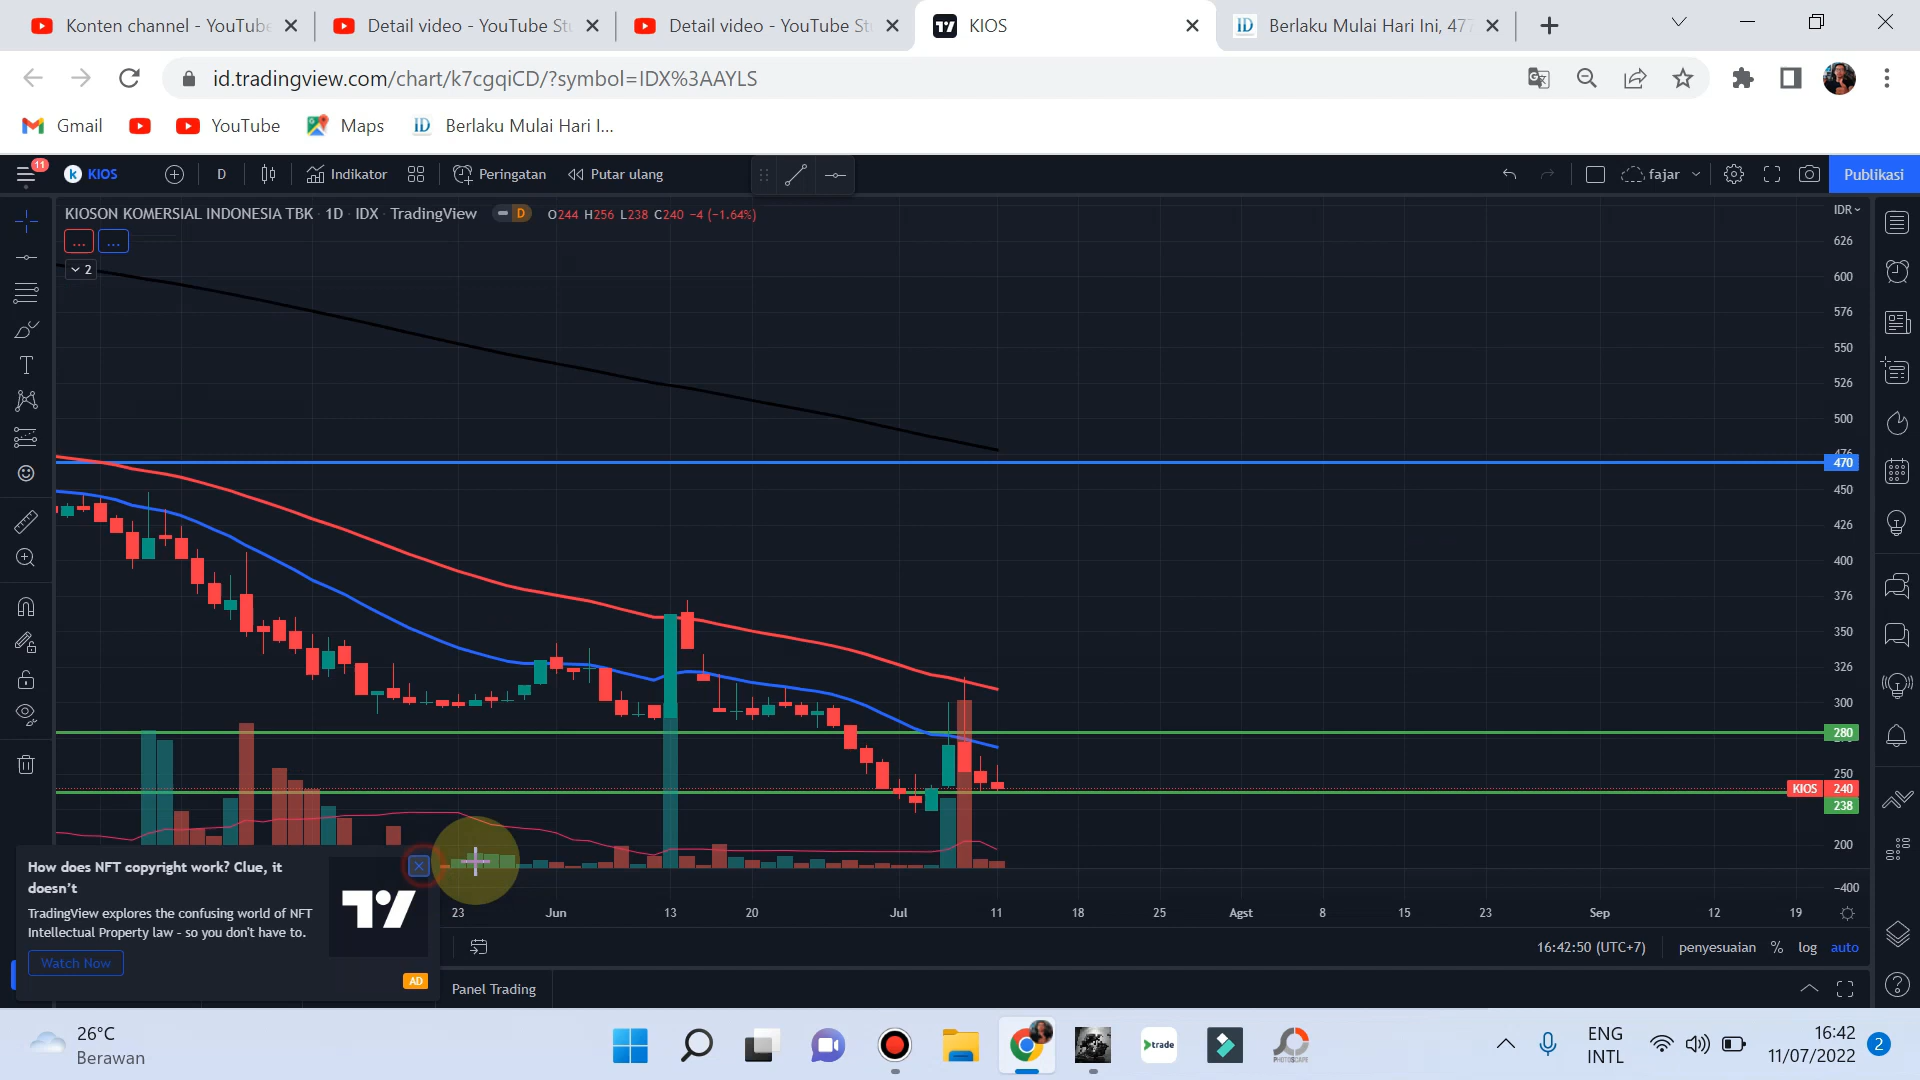 Konten channel - YouTube
Detail video - YouTube St
Detail video - YouTube St
KIOS
Berlaku Mulai Hari Ini, 477
id.tradingview.com/chart/k7cgqiCD/?symbol=IDX%3AAYLS
Gmail
YouTube
Maps
Berlaku Mulai Hari I...
11
KIOS
D
Indikator
Peringatan
Putar ulang
fajar
Publikasi
KIOSON KOMERSIAL INDONESIA TBK · 1D · IDX · TradingView
D
O244 H256 L238 C240 -4 (-1.64%)
IDR
...
...
2
626
600
576
550
526
500
470
450
426
400
376
350
326
300
280
250
KIOS 240
238
200
-400
How does NFT copyright work? Clue, it
doesn't
TradingView explores the confusing world of NFT
Intellectual Property law - so you don't have to.
Watch Now
AD
23
Jun
13
20
Jul
11
18
25
Agst
8
15
23
Sep
12
19
16:42:50 (UTC+7)
penyesuaian
%
log
auto
Panel Trading
26°C
Berawan
trade
PHOTOSCAPE
ENG
INTL
16:42
11/07/2022
2